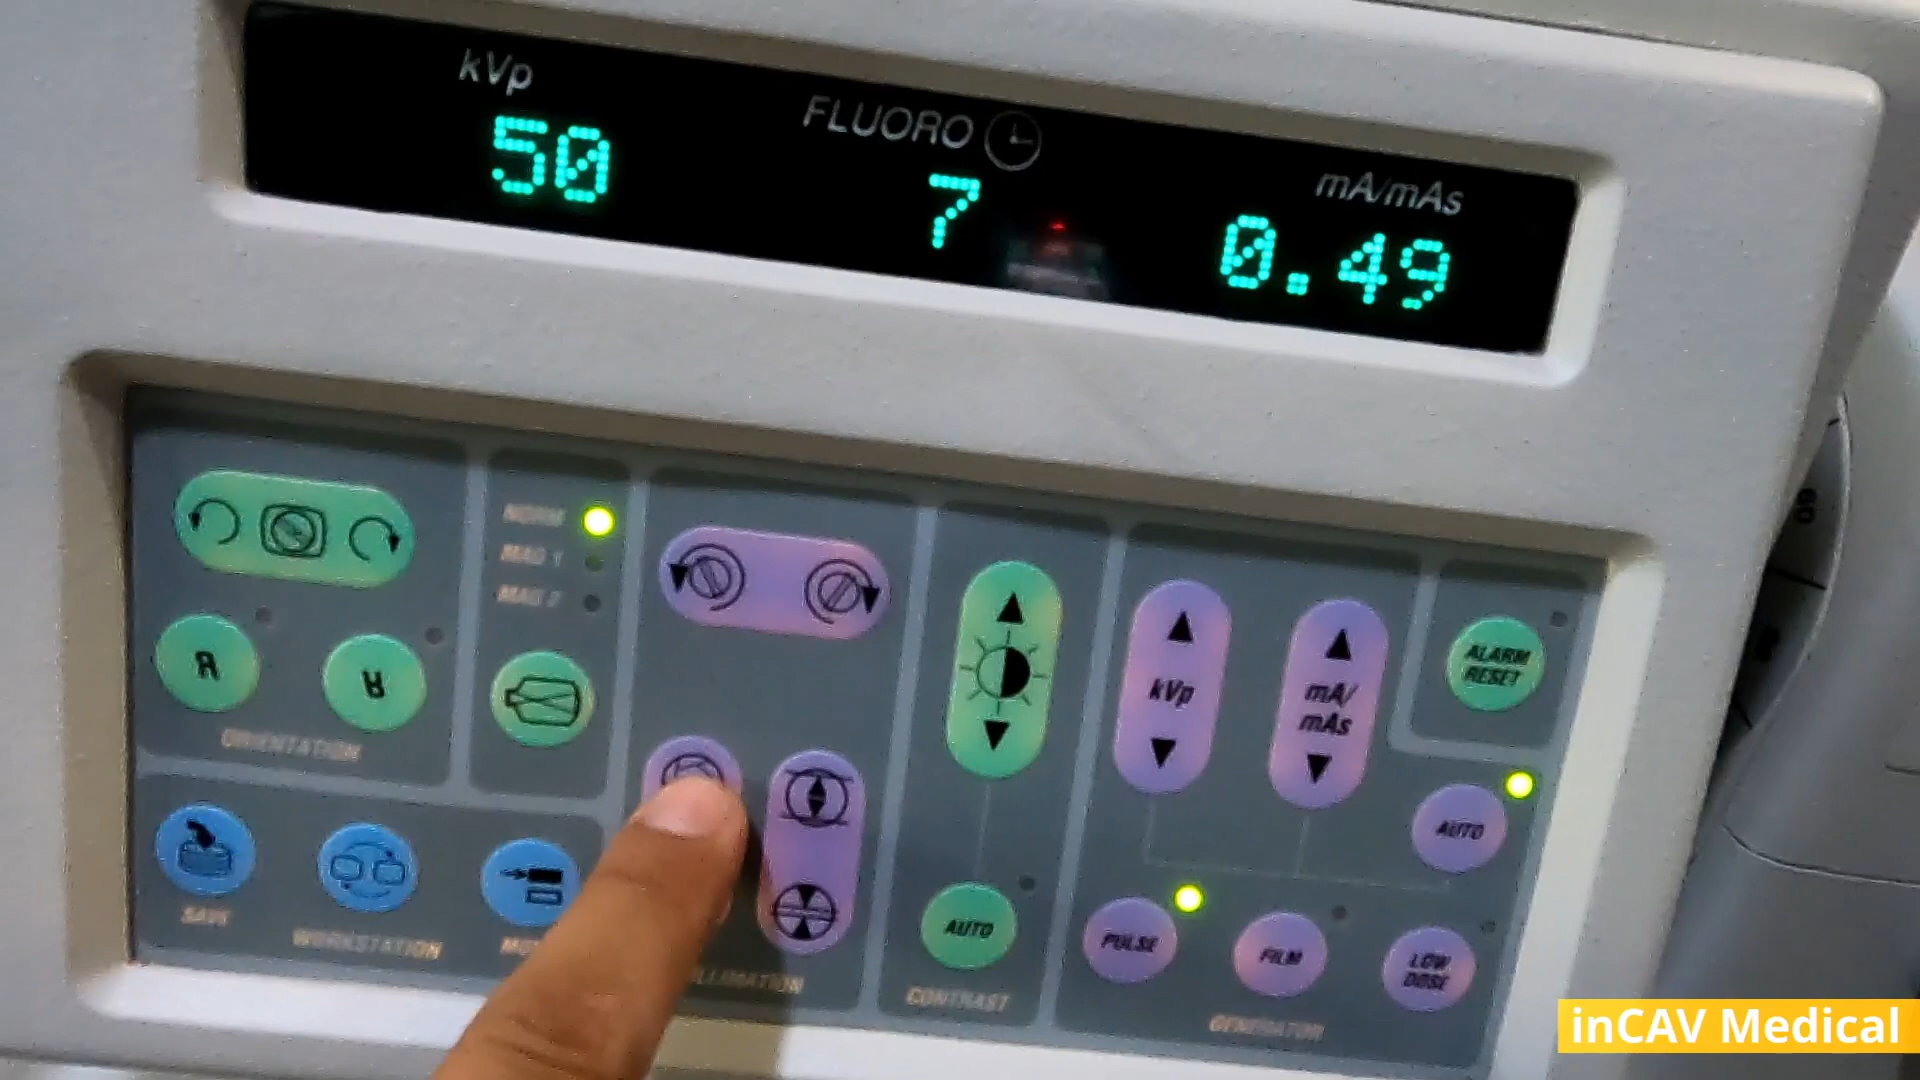 kVp
FLUORO
mA/mAs
50
7
0.49
NORM
MAG 1
MAG 2
R
R
ORIENTATION
kVp
mA/
mAs
ALARM
RESET
AUTO
AUTO
PULSE
FILM
LOW
DOSE
SAVE
WORKSTATION
CONTRAST
GENERATOR
inCAV Medical